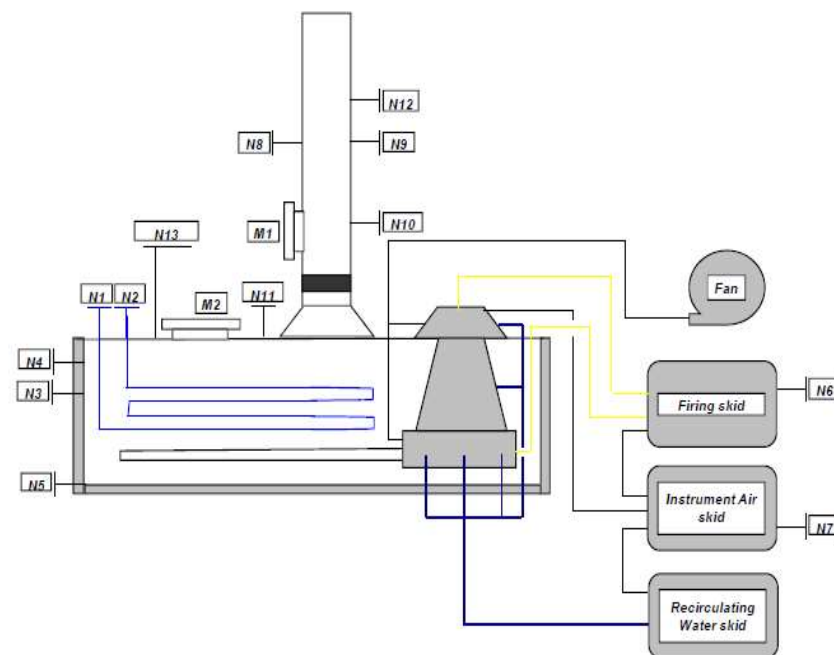 N12
N8
N9
M1
N10
N13
N1
N2
M2
N11
Fan
N4
N3
N6
Firing skid
N5
Instrument Air
skid
N7
Recirculating
Water skid